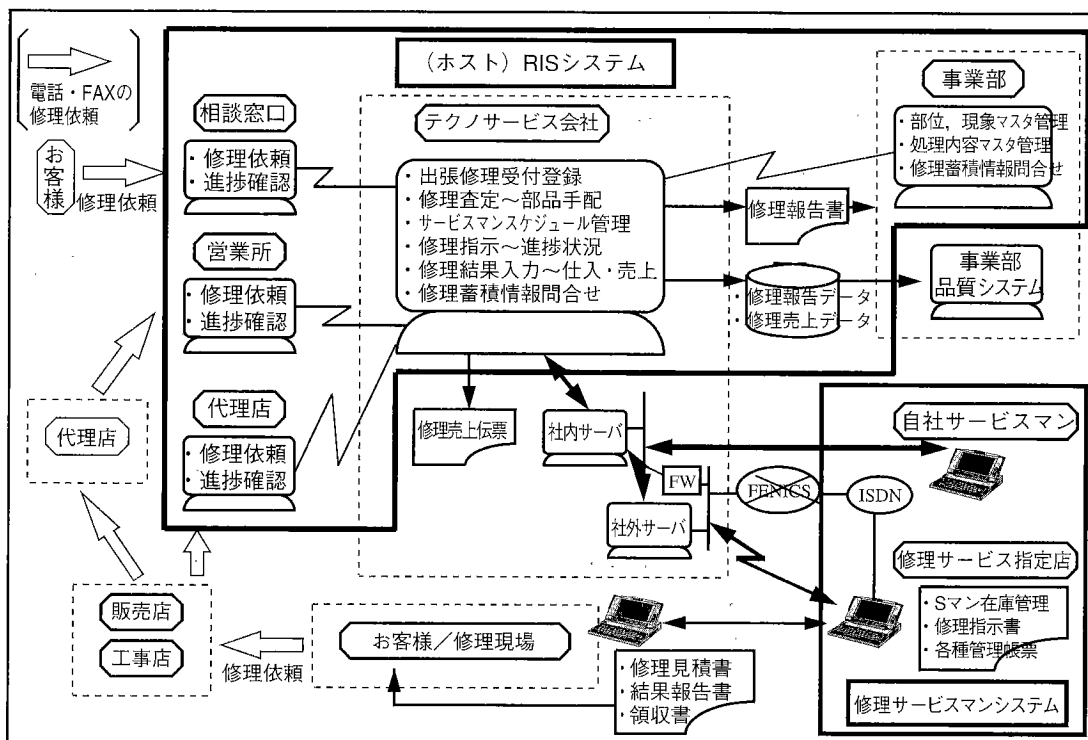 (ホスト) RISシステム
電話・FAXの
修理依頼
お客様
修理依頼
相談窓口
・修理依頼
・進捗確認
営業所
・修理依頼
・進捗確認
代理店
・修理依頼
・進捗確認
テクノサービス会社
・出張修理受付登録
・修理査定～部品手配
・サービスマンスケジュール管理
・修理指示～進捗状況
・修理結果入力～仕入・売上
・修理蓄積情報問合せ
事業部
・部位，現象マスタ管理
・処理内容マスタ管理
・修理蓄積情報問合せ
修理報告書
・修理報告データ
・修理売上データ
事業部
品質システム
代理店
修理売上伝票
社内サーバ
FW
社外サーバ
FENICS
ISDN
自社サービスマン
修理サービス指定店
・Sマン在庫管理
・修理指示書
・各種管理帳票
修理サービスマンシステム
販売店
工事店
修理依頼
お客様／修理現場
・修理見積書
・結果報告書
・領収書